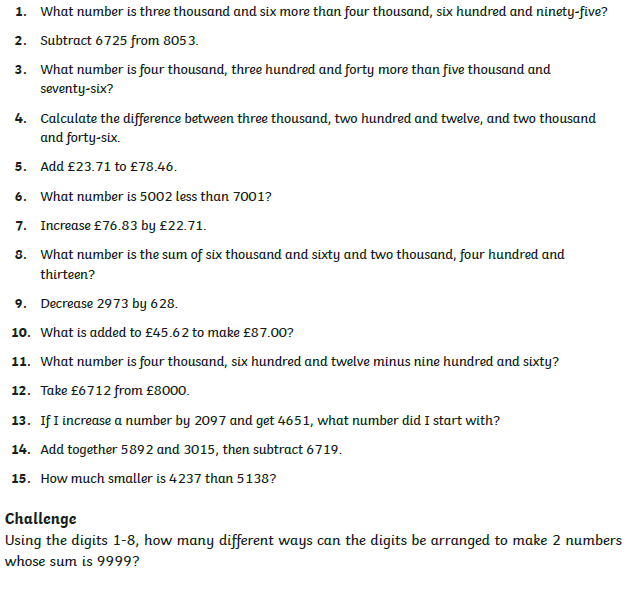 1. What number is three thousand and six more than four thousand, six hundred and ninety-five?
2. Subtract 6725 from 8053.
3. What number is four thousand, three hundred and forty more than five thousand and
seventy-six?
4. Calculate the difference between three thousand, two hundred and twelve, and two thousand
and forty-six.
5. Add £23.71 to £78.46.
6. What number is 5002 less than 7001?
7. Increase £76.83 by £22.71.
8. What number is the sum of six thousand and sixty and two thousand, four hundred and
thirteen?
9. Decrease 2973 by 628.
10. What is added to £45.62 to make £87.00?
11. What number is four thousand, six hundred and twelve minus nine hundred and sixty?
12. Take £6712 from £8000.
13. If I increase a number by 2097 and get 4651, what number did I start with?
14. Add together 5892 and 3015, then subtract 6719.
15. How much smaller is 4237 than 5138?
Challenge
Using the digits 1-8, how many different ways can the digits be arranged to make 2 numbers
whose sum is 9999?